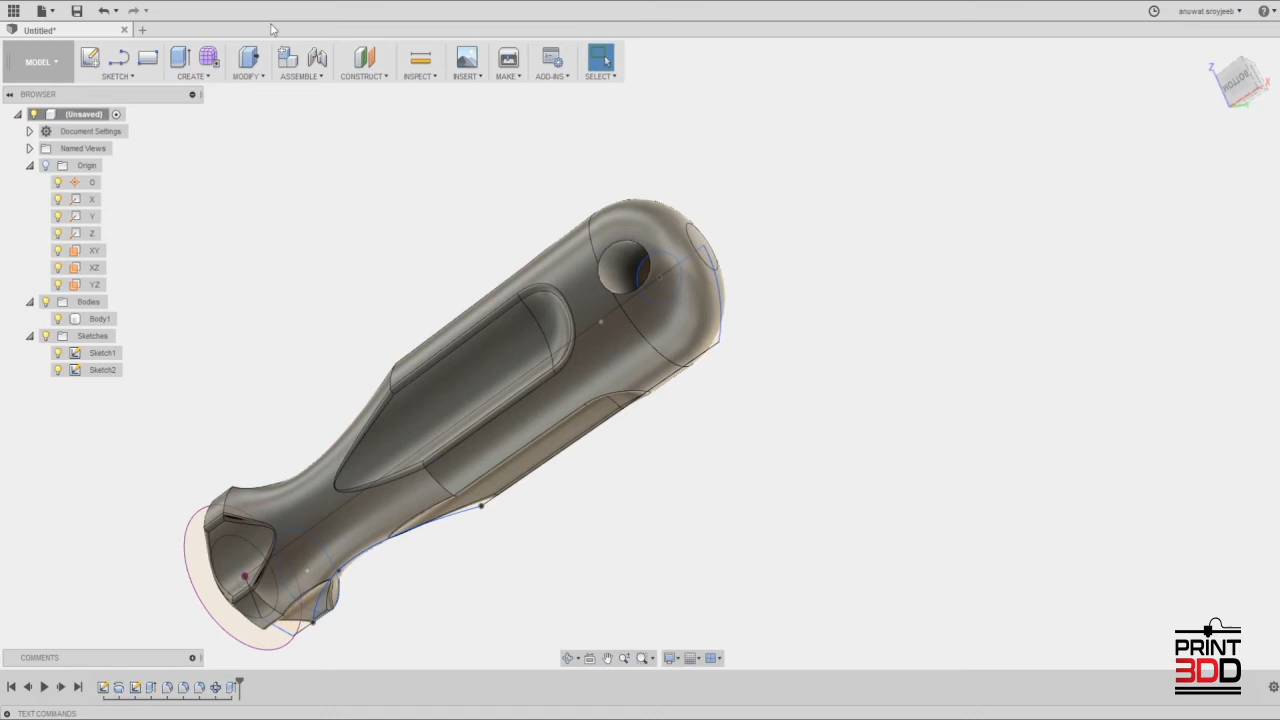 anuwat sroyjeeb
Untitled*
MODEL
SKETCH
CREATE
MODIFY
ASSEMBLE
CONSTRUCT
INSPECT
INSERT
MAKE
ADD-INS
SELECT
BROWSER
(Unsaved)
Document Settings
Named Views
Origin
O
X
Y
Z
XY
XZ
YZ
Bodies
Body1
Sketches
Sketch1
Sketch2
Z
BOTTOM
X
COMMENTS
TEXT COMMANDS
PRINT
3DD